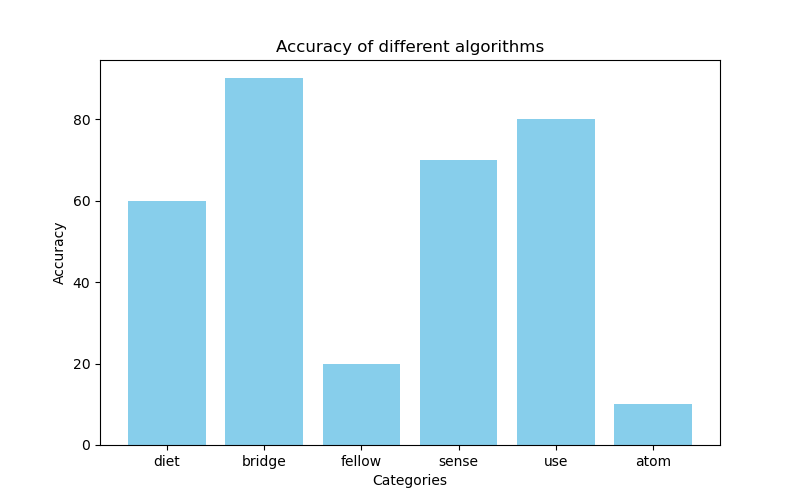 Accuracy of different algorithms
Accuracy
80
60
40
20
0
diet bridge fellow sense use atom
Categories